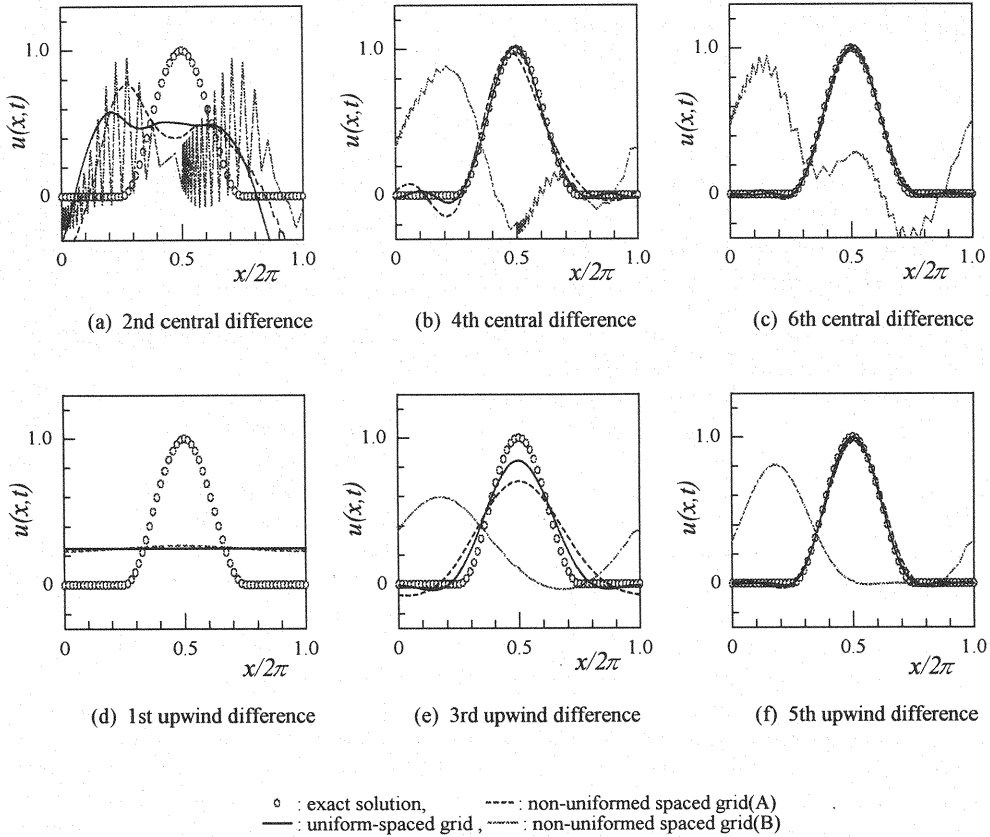 1.0
0
u(x,t)
0 0.5 1.0
x/2π
(a) 2nd central difference
1.0
0
u(x,t)
0 0.5 1.0
x/2π
(b) 4th central difference
1.0
0
u(x,t)
0 0.5 1.0
x/2π
(c) 6th central difference
1.0
0
u(x,t)
0 0.5 1.0
x/2π
(d) 1st upwind difference
1.0
0
u(x,t)
0 0.5 1.0
x/2π
(e) 3rd upwind difference
1.0
0
u(x,t)
0 0.5 1.0
x/2π
(f) 5th upwind difference
: exact solution, : non-uniformed spaced grid(A)
: uniform-spaced grid , : non-uniformed spaced grid(B)